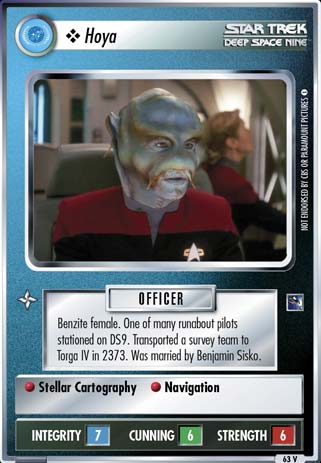 ❖ Hoya
STAR TREK
DEEP SPACE NINE
NOT ENDORSED BY CBS OR PARAMOUNT PICTURES
OFFICER
Benzite female. One of many runabout pilots
stationed on DS9. Transported a survey team to
Torga IV in 2373. Was married by Benjamin Sisko.
Stellar Cartography Navigation
INTEGRITY 7 CUNNING 6 STRENGTH 6
63 V